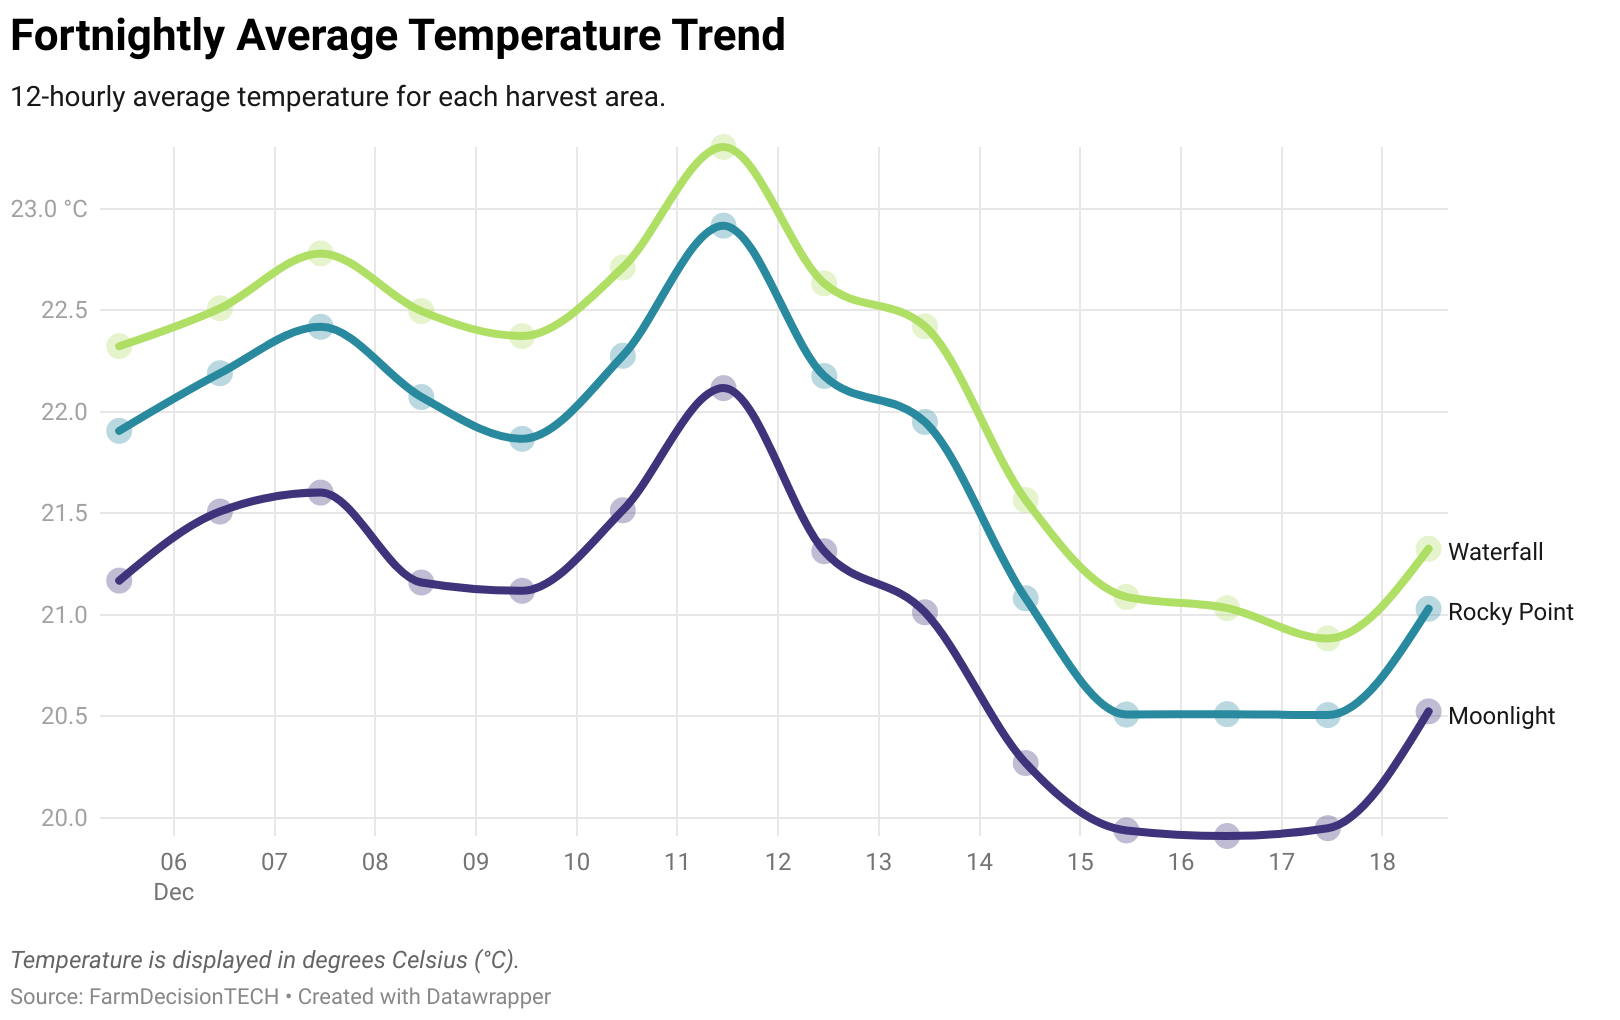 Fortnightly Average Temperature Trend
12-hourly average temperature for each harvest area.
23.0 °C
22.5
22.0
21.5
21.0
20.5
20.0
Waterfall
Rocky Point
Moonlight
06 07 08 09 10 11 12 13 14 15 16 17 18
Dec
Temperature is displayed in degrees Celsius (°C).
Source: FarmDecisionTECH • Created with Datawrapper